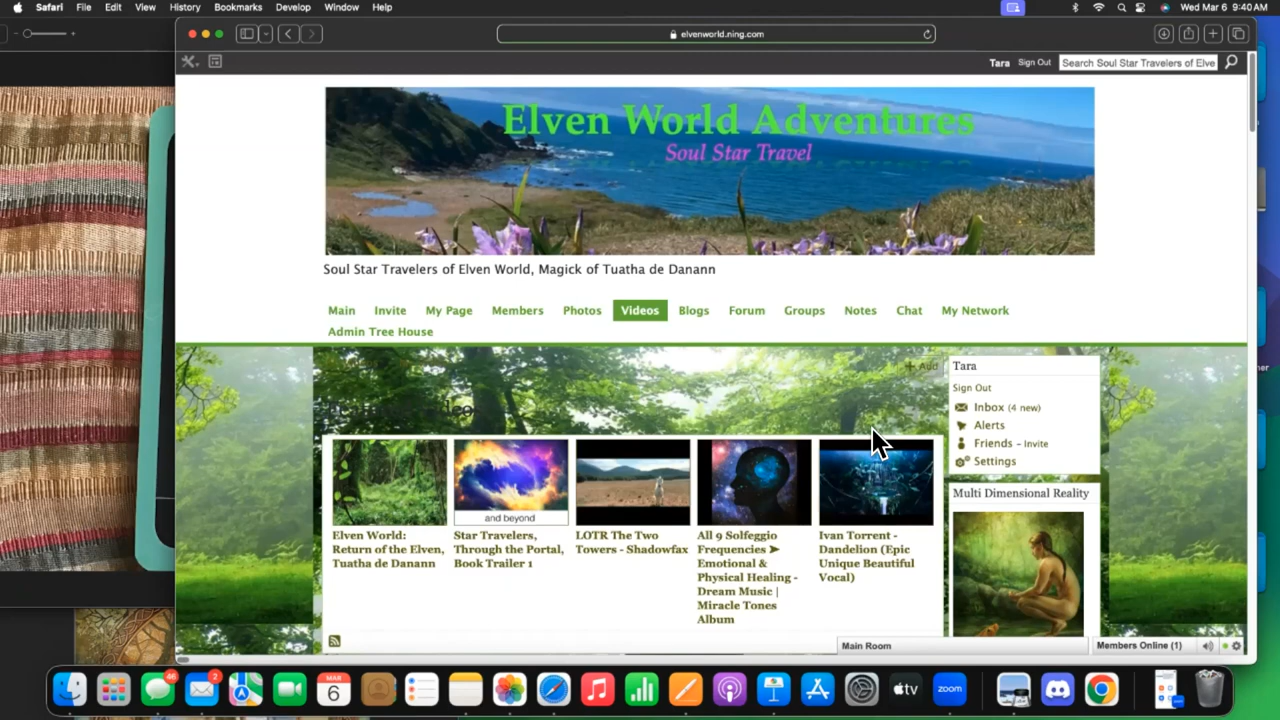 Safari File Edit View History Bookmarks Develop Window Help Wed Mar 6 9:40 AM
elvenworld.ning.com
Tara Sign Out Search Soul Star Travelers of Elve
Elven World Adventures
Soul Star Travel
Soul Star Travelers of Elven World, Magick of Tuatha de Danann
Main Invite My Page Members Photos Videos Blogs Forum Groups Notes Chat My Network
Admin Tree House
+ Add
Tara
Sign Out
Inbox (4 new)
Alerts
Friends - Invite
Settings
Multi Dimensional Reality
and beyond
Elven World:
Return of the Elven,
Tuatha de Danann
Star Travelers,
Through the Portal,
Book Trailer 1
LOTR The Two
Towers - Shadowfax
All 9 Solfeggio
Frequencies ➤
Emotional &
Physical Healing -
Dream Music |
Miracle Tones
Album
Ivan Torrent -
Dandelion (Epic
Unique Beautiful
Vocal)
Main Room
Members Online (1)
46
2
MAR
6
tv
zoom